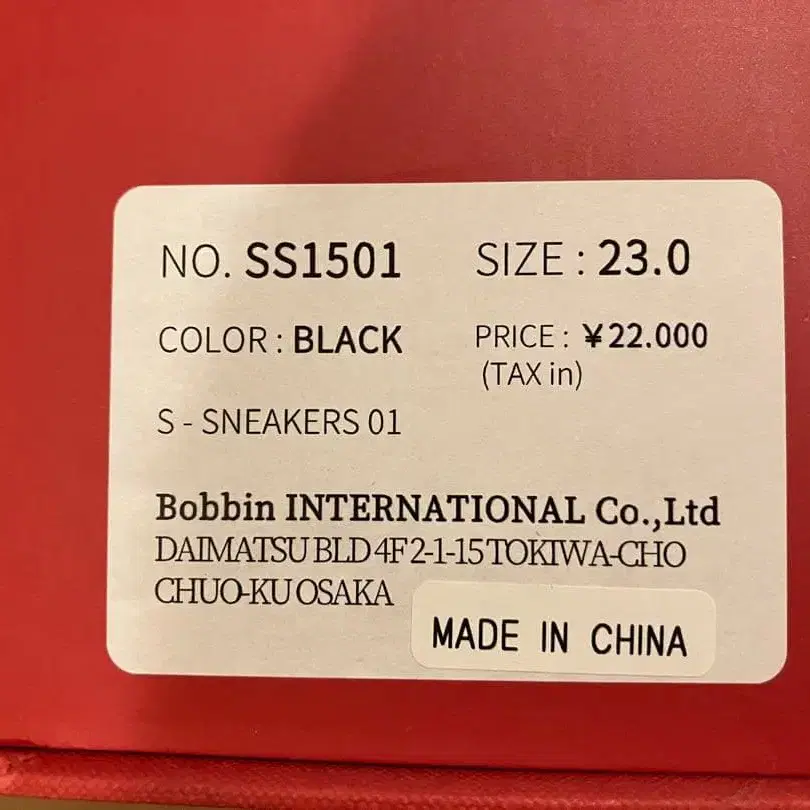 NO. SS1501 SIZE : 23.0
COLOR : BLACK PRICE : ¥22.000
(TAX in)
S - SNEAKERS 01
Bobbin INTERNATIONAL Co.,Ltd
DAIMATSU BLD 4F 2-1-15 TOKIWA-CHO
CHUO-KU OSAKA
MADE IN CHINA